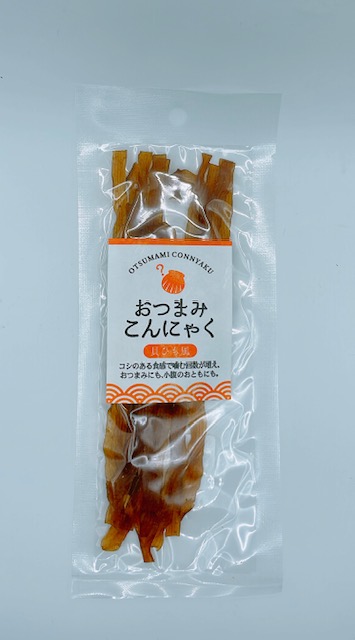 OTSUMAMI CONNYAKU
?
おつまみ
こんにゃく
貝ひも風
コシのある食感で噛む回数が増え、
おつまみにも、小腹のおともにも。